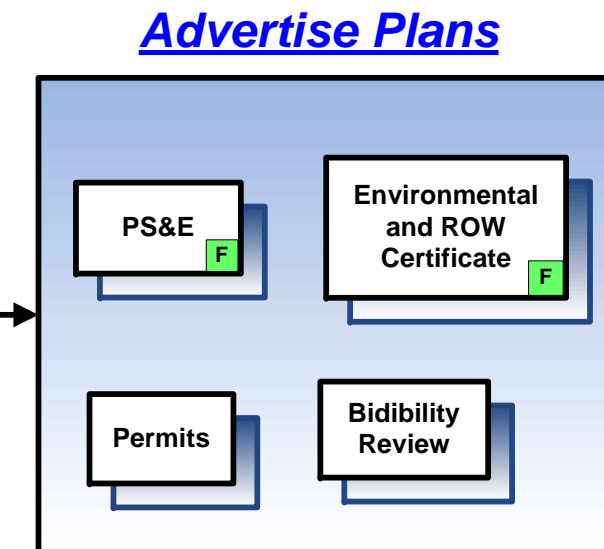 Advertise Plans
PS&E
F
Environmental
and ROW
Certificate
F
Permits
Bidibility
Review